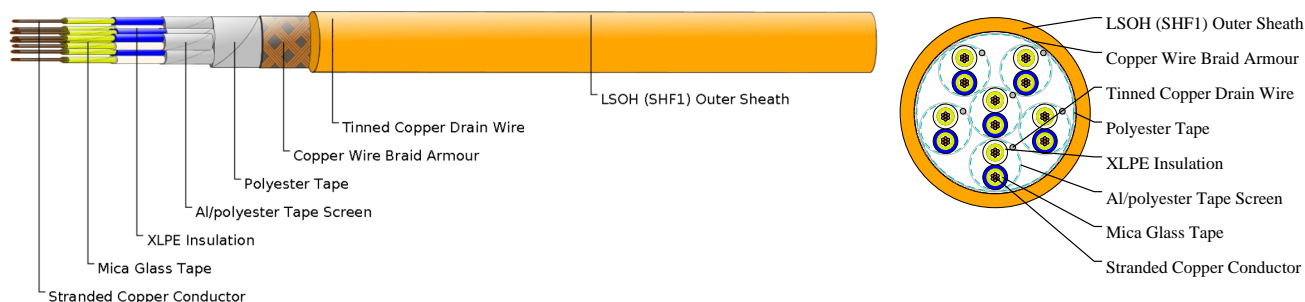 LSOH (SHF1) Outer Sheath
Tinned Copper Drain Wire
Copper Wire Braid Armour
Polyester Tape
Al/polyester Tape Screen
XLPE Insulation
Mica Glass Tape
Stranded Copper Conductor
LSOH (SHF1) Outer Sheath
Copper Wire Braid Armour
Tinned Copper Drain Wire
Polyester Tape
XLPE Insulation
Al/polyester Tape Screen
Mica Glass Tape
Stranded Copper Conductor